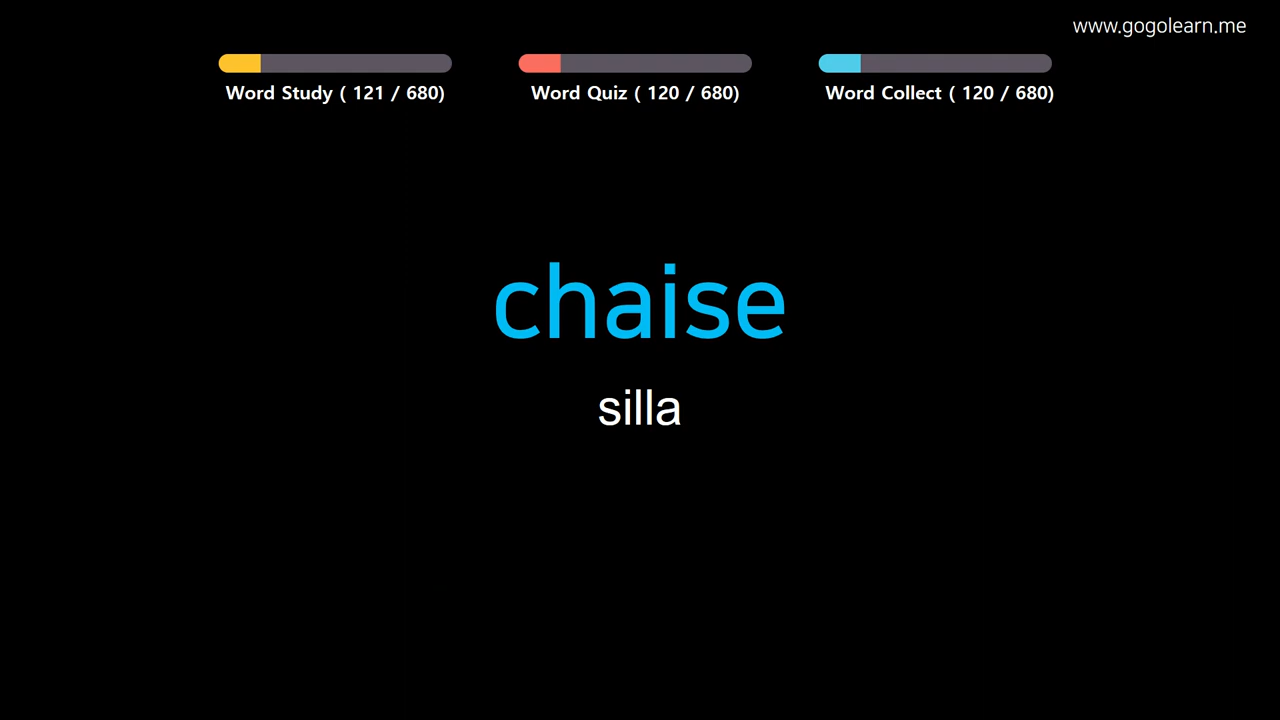 www.gogolearn.me
Word Study ( 121 / 680)
Word Quiz ( 120 / 680)
Word Collect ( 120 / 680)
chaise
silla